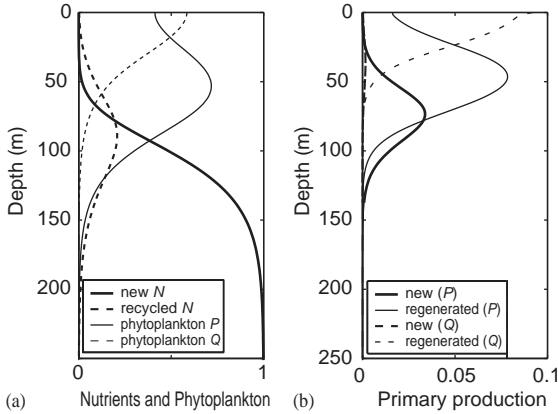 0
50
100
150
200
Depth (m)
0
1
new N
recycled N
phytoplankton P
phytoplankton Q
(a)
Nutrients and Phytoplankton
0
50
100
150
200
250
Depth (m)
0
0.05
0.1
new (P)
regenerated (P)
new (Q)
regenerated (Q)
(b)
Primary production